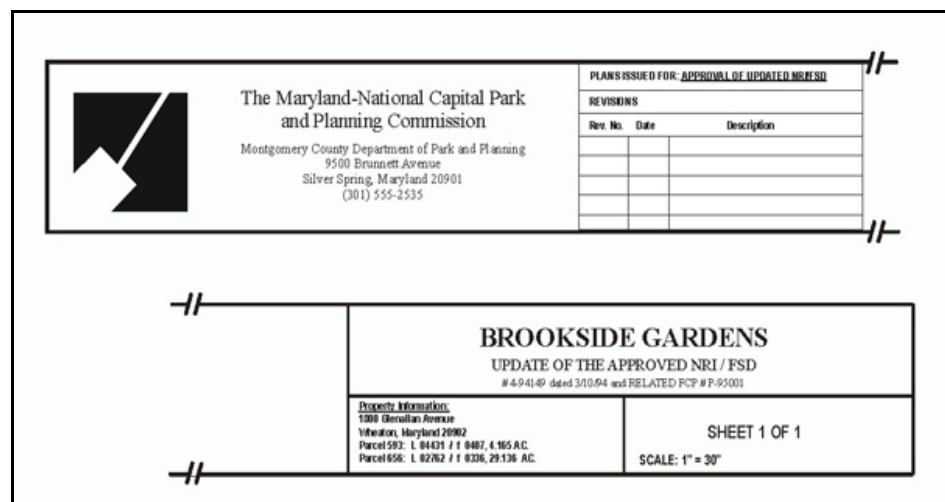 The Maryland-National Capital Park
and Planning Commission
Montgomery County Department of Park and Planning
9500 Brunnett Avenue
Silver Spring, Maryland 20901
(301) 555-2535
PLANS ISSUED FOR: APPROVAL OF UPDATED NRI/FSD
REVISIONS
Rev. No. Date Description
BROOKSIDE GARDENS
UPDATE OF THE APPROVED NRI / FSD
# 4-94149 dated 3/10/94 and RELATED FCP # P-95001
Property Information:
1800 Glenallan Avenue
Wheaton, Maryland 20902
Parcel 593: L 04431 / f 0407, 4.165 AC.
Parcel 656: L 02762 / f 0336, 29.136 AC.
SHEET 1 OF 1
SCALE: 1" = 30"